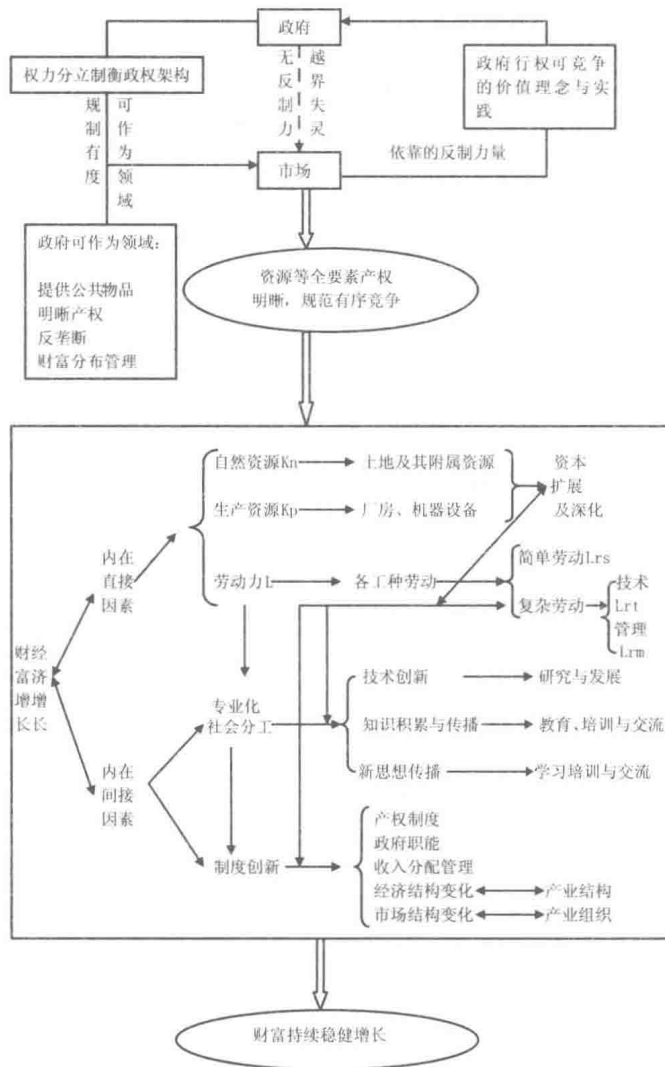 政府
权力分立制衡政权架构
政府行权可竞争
的价值理念与实
践
规制有度
可作为领域
无反制力
越界失灵
市场
依靠的反制力量
政府可作为领域：
提供公共物品
明晰产权
反垄断
财富分布管理
资源等全要素产权
明晰，规范有序竞争
自然资源Kn
土地及其附属资源
资本
扩展
及深化
生产资源Kp
厂房、机器设备
内在
直接
因素
劳动力L
各工种劳动
简单劳动Lrs
复杂劳动
技术
Lrt
管理
Lrm
财经
富济
增增
长长
专业化
社会分工
技术创新
研究与发展
知识积累与传播
教育、培训与交流
新思想传播
学习培训与交流
内在
间接
因素
制度创新
产权制度
政府职能
收入分配管理
经济结构变化
产业结构
市场结构变化
产业组织
财富持续稳健增长